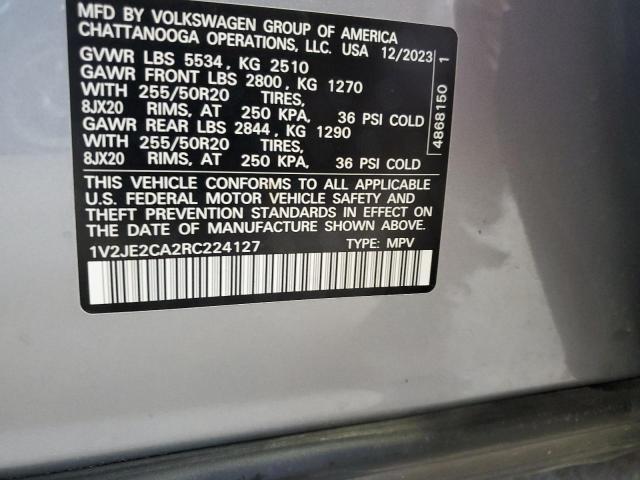 MFD BY VOLKSWAGEN GROUP OF AMERICA
CHATTANOOGA OPERATIONS, LLC. USA 12/2023
GVWR LBS 5534, KG 2510
GAWR FRONT LBS 2800, KG 1270
WITH 255/50R20 TIRES,
8JX20 RIMS, AT 250 KPA, 36 PSI COLD
GAWR REAR LBS 2844, KG 1290
WITH 255/50R20 TIRES,
8JX20 RIMS, AT 250 KPA, 36 PSI COLD
4868150 1
THIS VEHICLE CONFORMS TO ALL APPLICABLE
U.S. FEDERAL MOTOR VEHICLE SAFETY AND
THEFT PREVENTION STANDARDS IN EFFECT ON
THE DATE OF MANUFACTURE SHOWN ABOVE.
1V2JE2CA2RC224127 TYPE: MPV